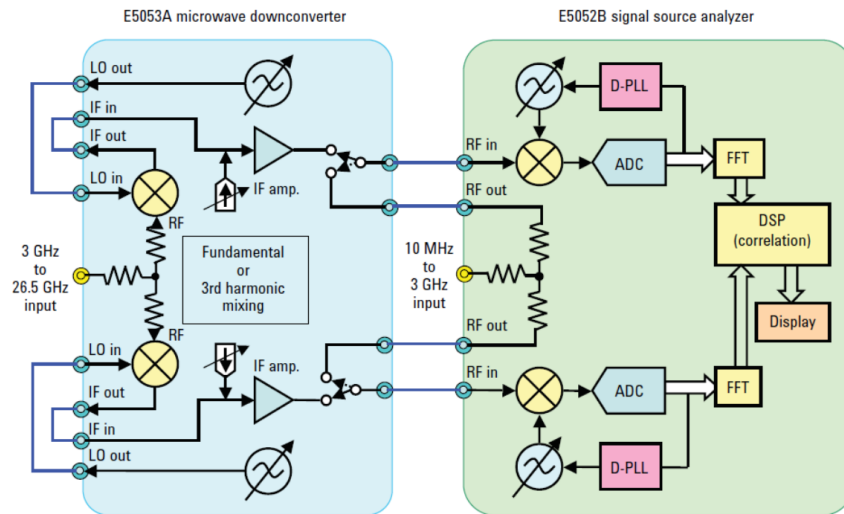 E5053A microwave downconverter
E5052B signal source analyzer
LO out
IF in
IF out
LO in
RF
IF amp.
3 GHz
to
26.5 GHz
input
Fundamental
or
3rd harmonic
mixing
RF
LO in
IF out
IF in
LO out
IF amp.
RF in
RF out
10 MHz
to
3 GHz
input
RF out
RF in
D-PLL
ADC
FFT
DSP
(correlation)
Display
ADC
FFT
D-PLL